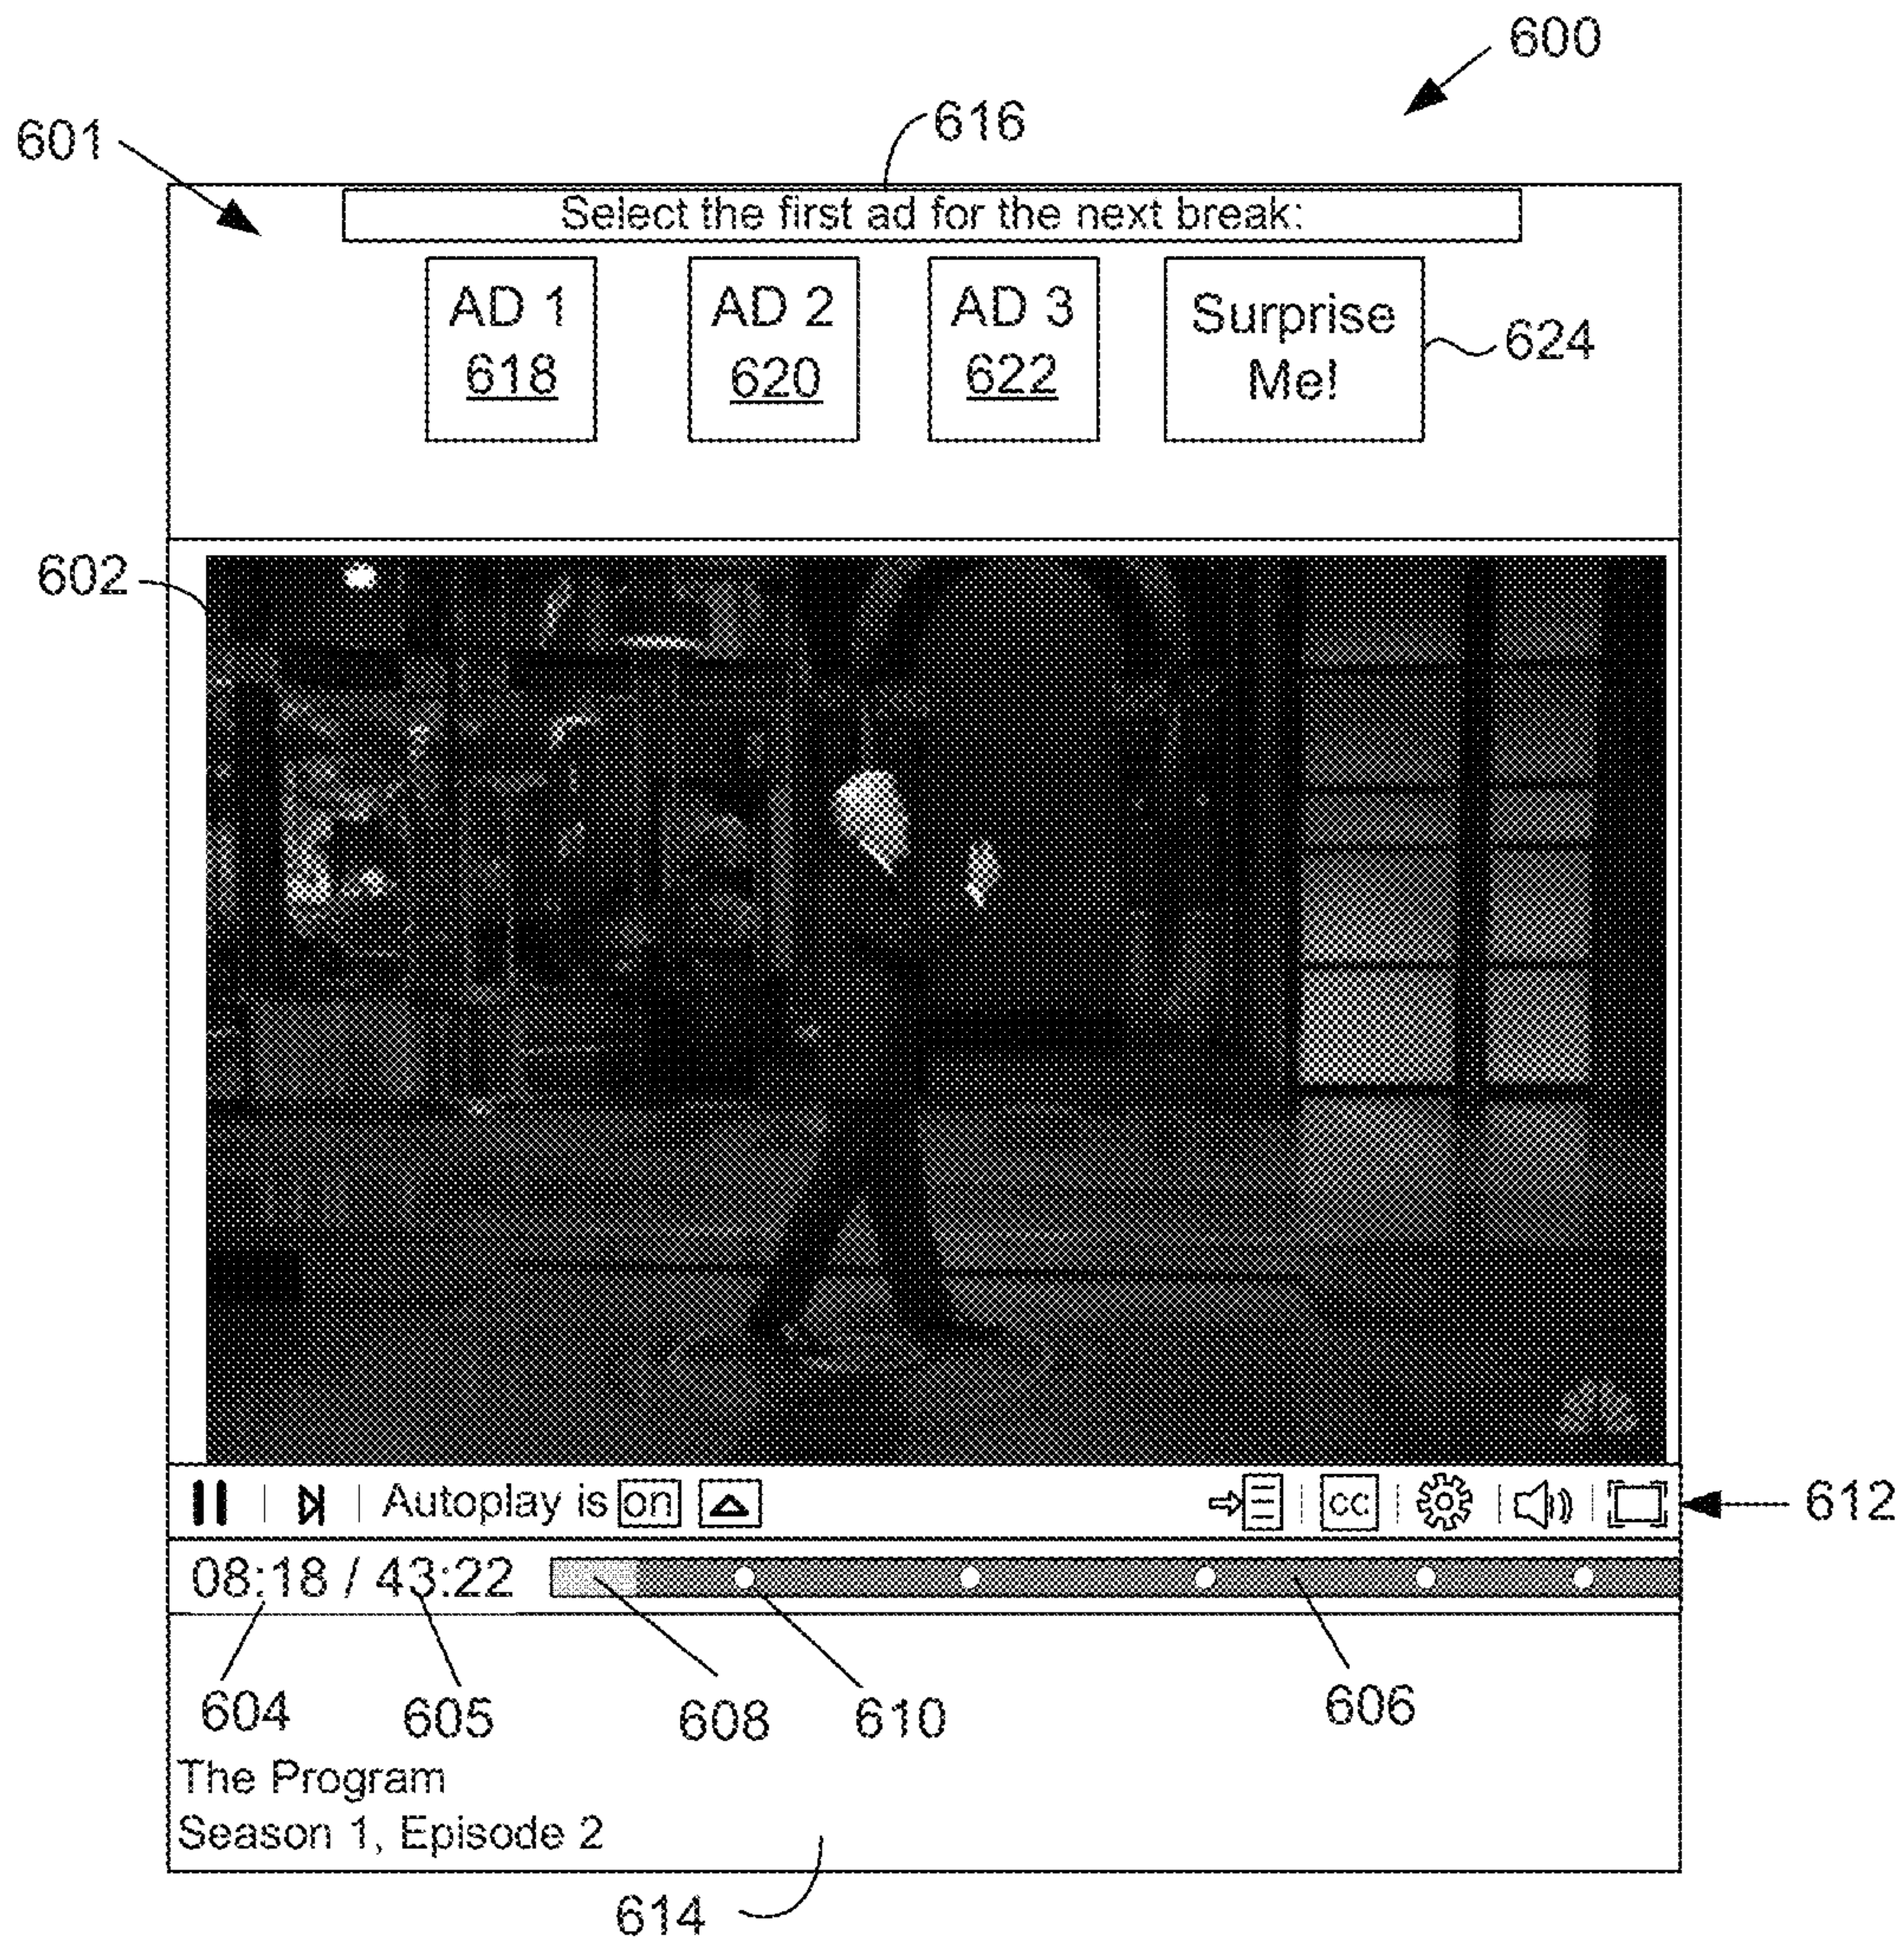 600
616
601
Select the first ad for the next break:
AD 1
618
AD 2
620
AD 3
622
Surprise
Me!
624
602
Autoplay is on
CC
612
08:18 / 43:22
604
605
608
610
606
The Program
Season 1, Episode 2
614